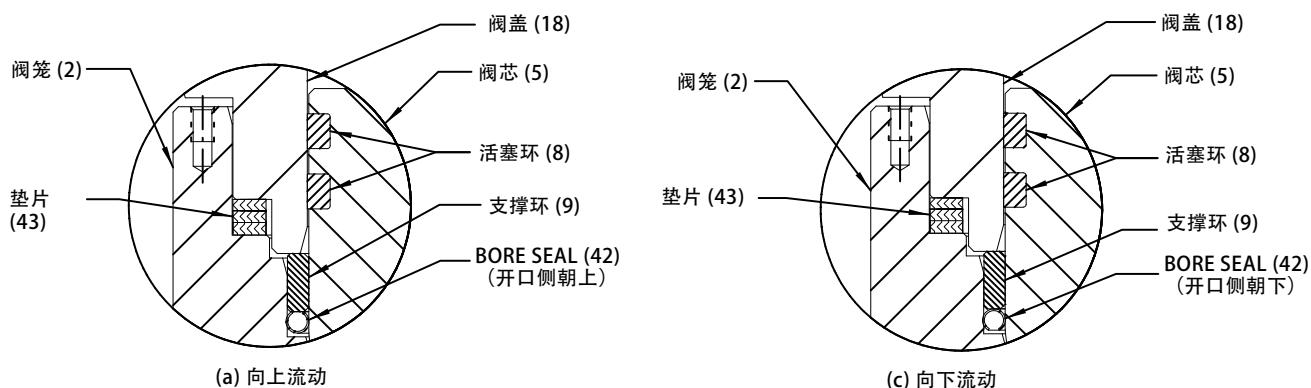 阀盖 (18)
阀笼 (2)
阀芯 (5)
活塞环 (8)
垫片
(43)
支撑环 (9)
BORE SEAL (42)
（开口侧朝上）
(a) 向上流动
阀盖 (18)
阀笼 (2)
阀芯 (5)
活塞环 (8)
垫片 (43)
支撑环 (9)
BORE SEAL (42)
（开口侧朝下）
(c) 向下流动